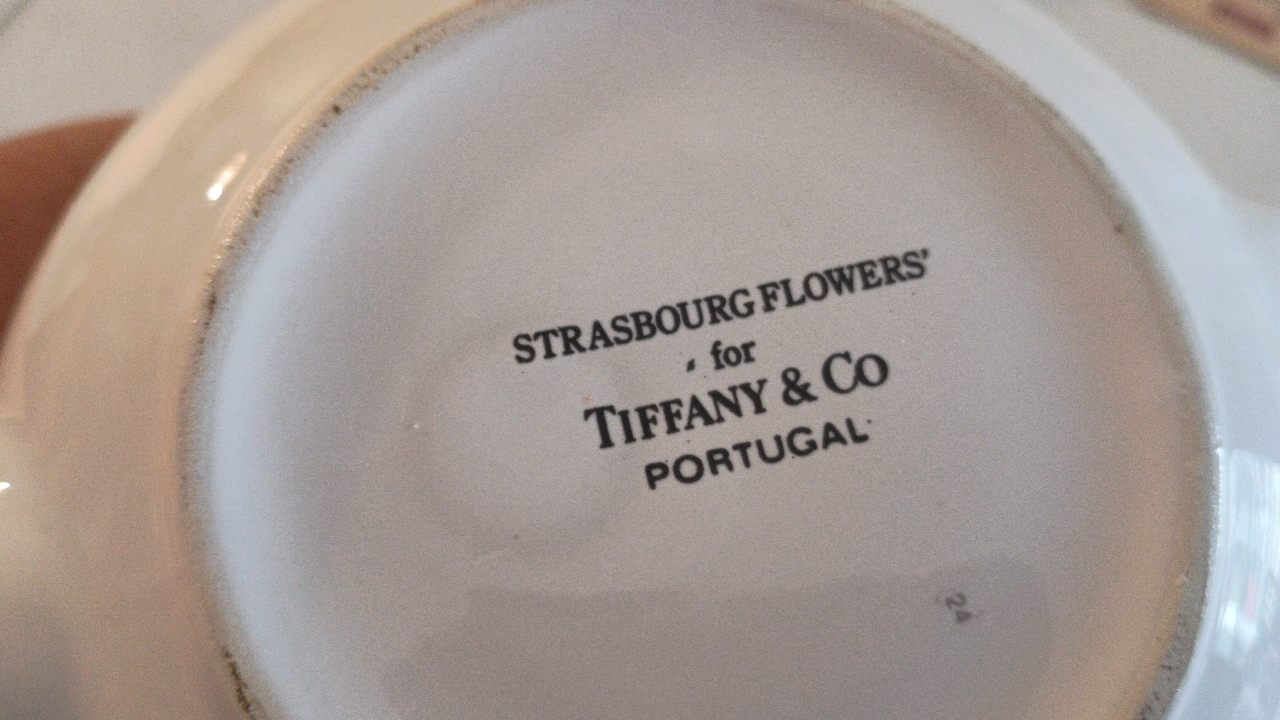 STRASBOURG FLOWERS'
for
TIFFANY & CO
PORTUGAL
24